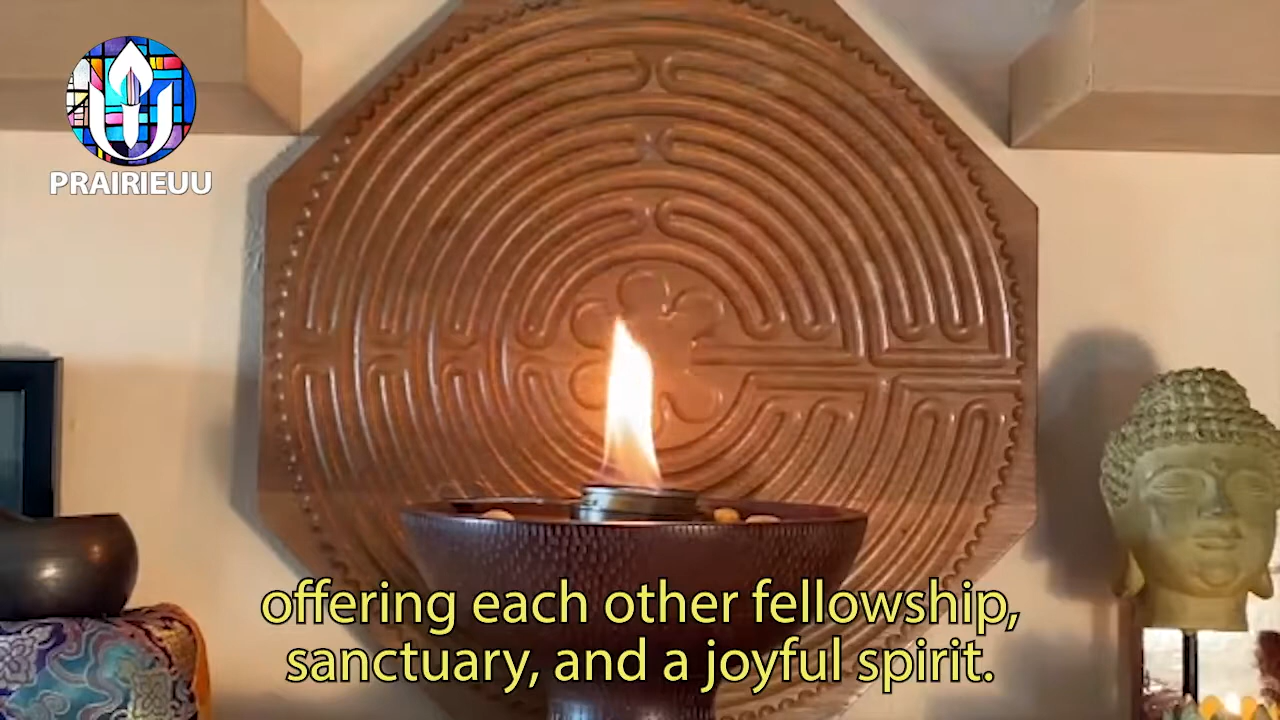 PRAIRIEUU
offering each other fellowship,
sanctuary, and a joyful spirit.